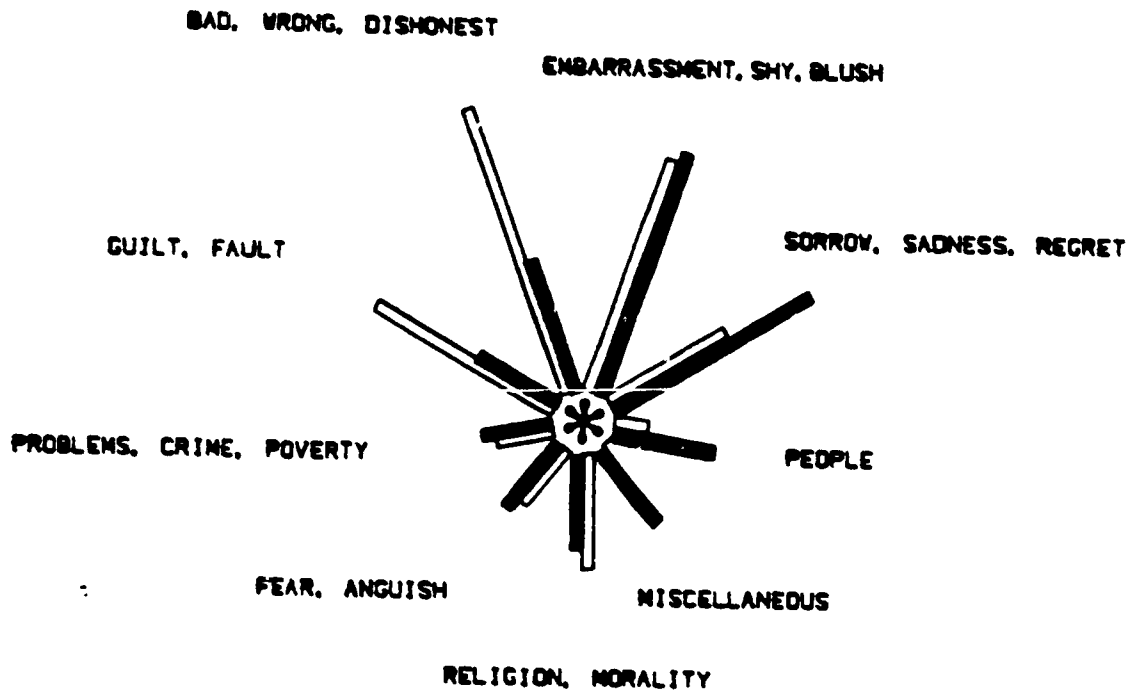 BAD, WRONG, DISHONEST
EMBARRASSMENT, SHY, BLUSH
GUILT, FAULT
SORROW, SADNESS, REGRET
PROBLEMS, CRIME, POVERTY
PEOPLE
FEAR, ANGUISH
MISCELLANEOUS
RELIGION, MORALITY